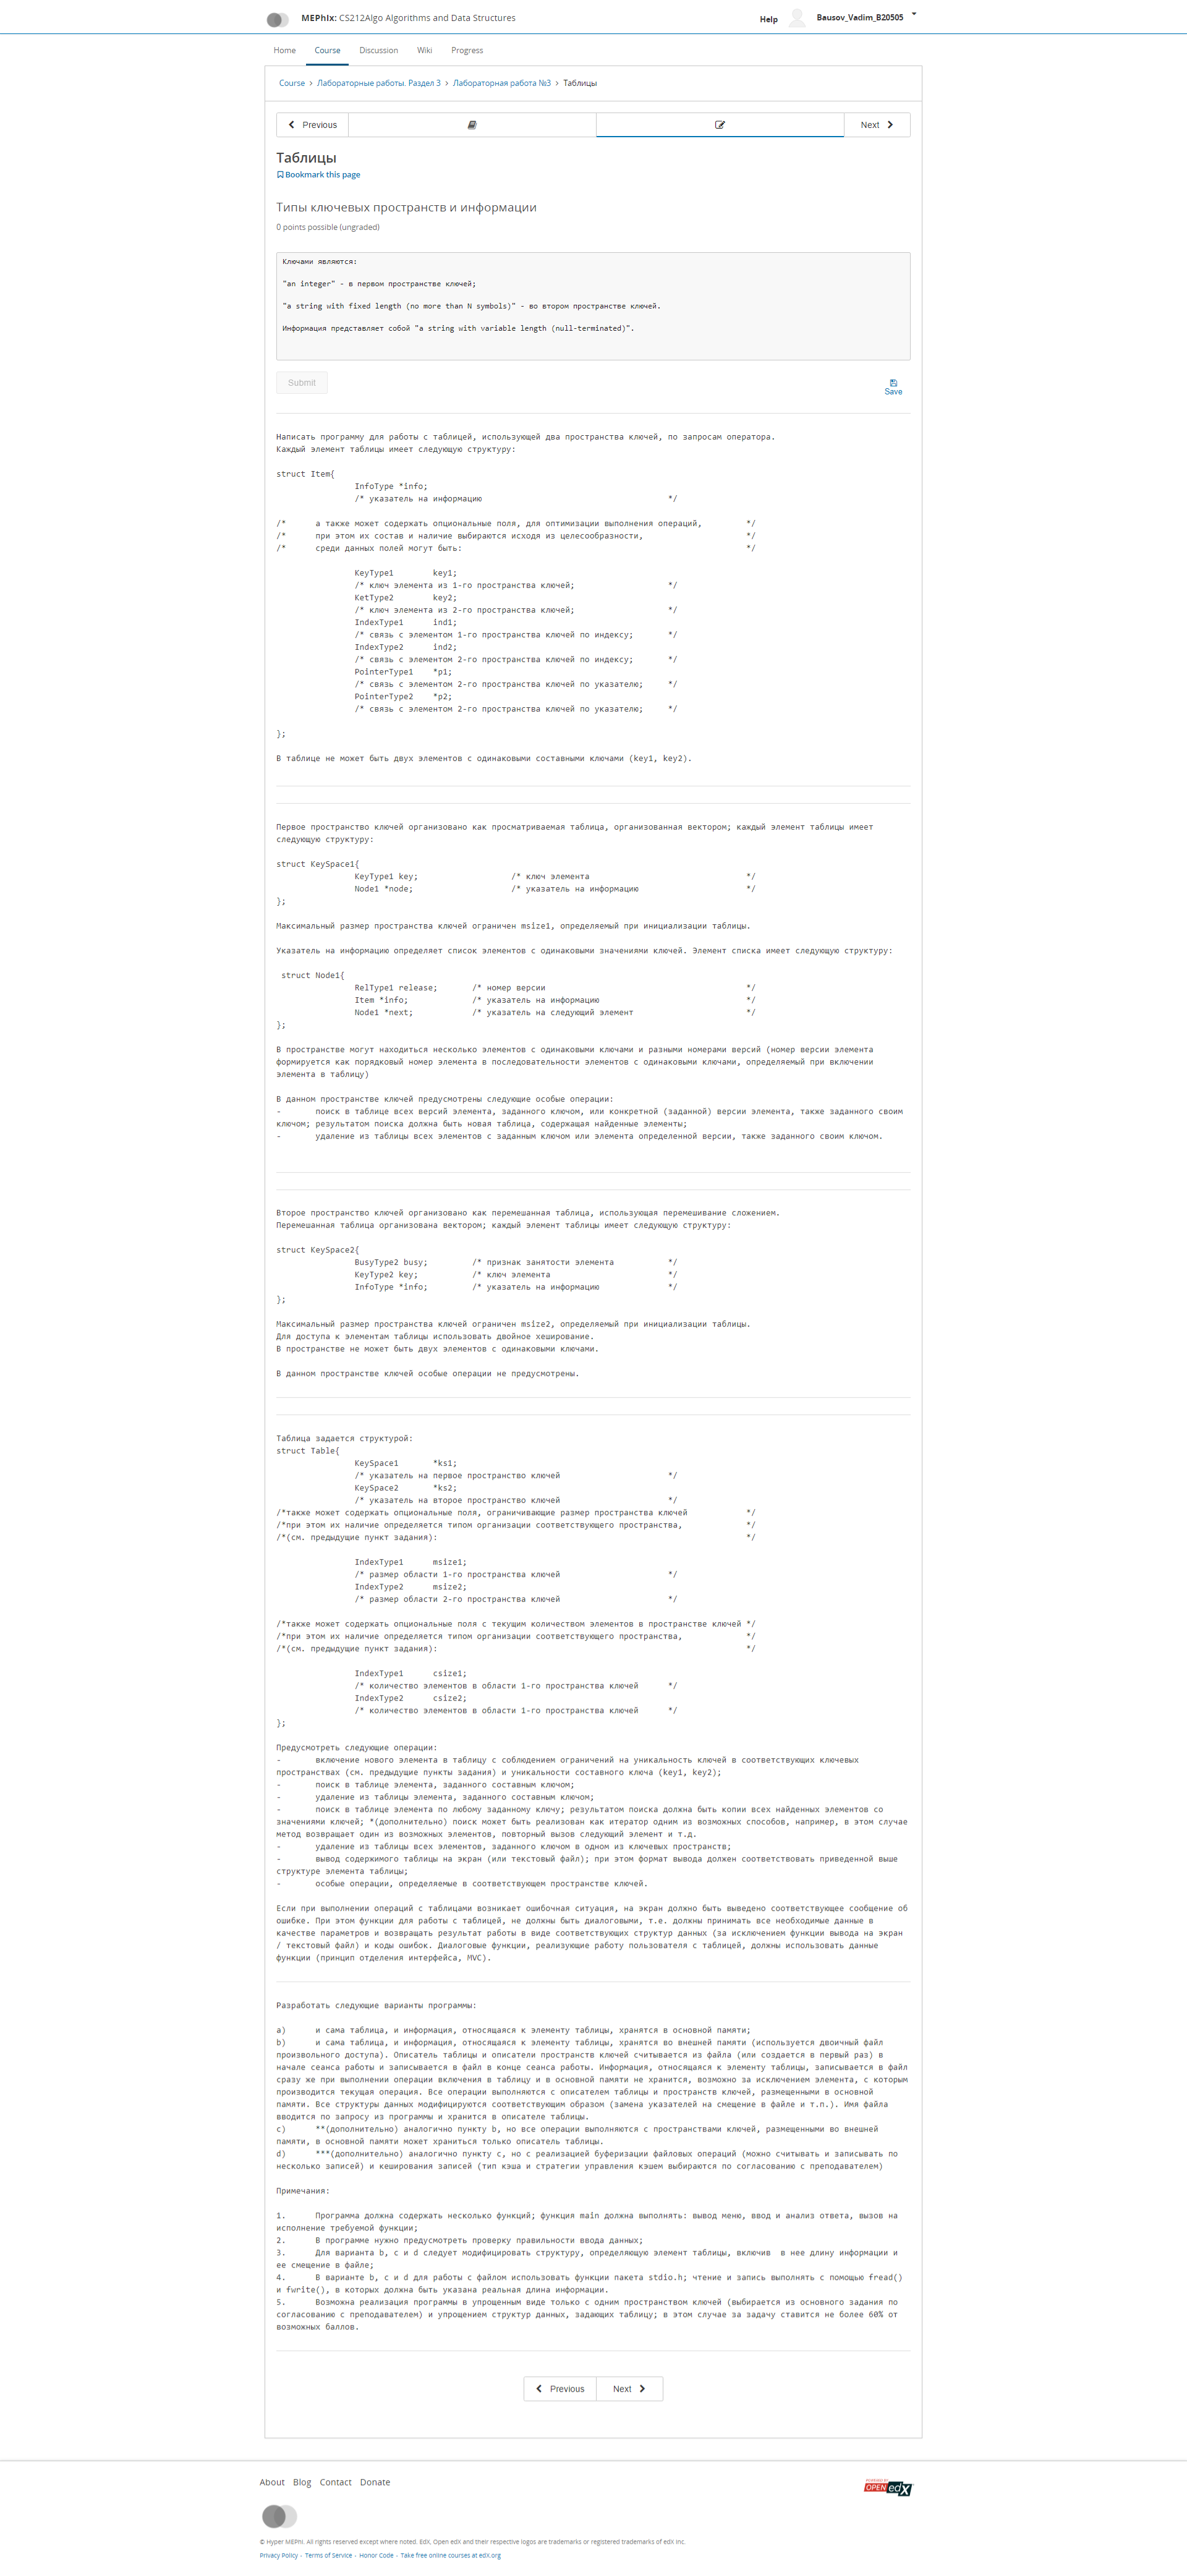 MEPhIx: CS212Algo Algorithms and Data Structures
Help
Bausov_Vadim_B20505
Home Course Discussion Wiki Progress
Course > Лабораторные работы. Раздел 3 > Лабораторная работа №3 > Таблицы
Previous Next
Таблицы
Bookmark this page
Типы ключевых пространств и информации
0 points possible (ungraded)
Ключами являются:
"an integer" - в первом пространстве ключей;
"a string with fixed length (no more than N symbols)" - во втором пространстве ключей.
Информация представляет собой "a string with variable length (null-terminated)".
Submit
Save
Написать программу для работы с таблицей, использующей два пространства ключей, по запросам оператора.
Каждый элемент таблицы имеет следующую структуру:
struct Item{
InfoType *info;
/* указатель на информацию */
/* а также может содержать опциональные поля, для оптимизации выполнения операций, */
/* при этом их состав и наличие выбираются исходя из целесообразности, */
/* среди данных полей могут быть: */
KeyType1 key1;
/* ключ элемента из 1-го пространства ключей; */
KetType2 key2;
/* ключ элемента из 2-го пространства ключей; */
IndexType1 ind1;
/* связь с элементом 1-го пространства ключей по индексу; */
IndexType2 ind2;
/* связь с элементом 2-го пространства ключей по индексу; */
PointerType1 *p1;
/* связь с элементом 2-го пространства ключей по указателю; */
PointerType2 *p2;
/* связь с элементом 2-го пространства ключей по указателю; */
};
В таблице не может быть двух элементов с одинаковыми составными ключами (key1, key2).
Первое пространство ключей организовано как просматриваемая таблица, организованная вектором; каждый элемент таблицы имеет
следующую структуру:
struct KeySpace1{
KeyType1 key; /* ключ элемента */
Node1 *node; /* указатель на информацию */
};
Максимальный размер пространства ключей ограничен msize1, определяемый при инициализации таблицы.
Указатель на информацию определяет список элементов с одинаковыми значениями ключей. Элемент списка имеет следующую структуру:
struct Node1{
RelType1 release; /* номер версии */
Item *info; /* указатель на информацию */
Node1 *next; /* указатель на следующий элемент */
};
В пространстве могут находиться несколько элементов с одинаковыми ключами и разными номерами версий (номер версии элемента
формируется как порядковый номер элемента в последовательности элементов с одинаковыми ключами, определяемый при включении
элемента в таблицу)
В данном пространстве ключей предусмотрены следующие особые операции:
- поиск в таблице всех версий элемента, заданного ключом, или конкретной (заданной) версии элемента, также заданного своим
ключом; результатом поиска должна быть новая таблица, содержащая найденные элементы;
- удаление из таблицы всех элементов с заданным ключом или элемента определенной версии, также заданного своим ключом.
Второе пространство ключей организовано как перемешанная таблица, использующая перемешивание сложением.
Перемешанная таблица организована вектором; каждый элемент таблицы имеет следующую структуру:
struct KeySpace2{
BusyType2 busy; /* признак занятости элемента */
KeyType2 key; /* ключ элемента */
InfoType *info; /* указатель на информацию */
};
Максимальный размер пространства ключей ограничен msize2, определяемый при инициализации таблицы.
Для доступа к элементам таблицы использовать двойное хеширование.
В пространстве не может быть двух элементов с одинаковыми ключами.
В данном пространстве ключей особые операции не предусмотрены.
Таблица задается структурой:
struct Table{
KeySpace1 *ks1;
/* указатель на первое пространство ключей */
KeySpace2 *ks2;
/* указатель на второе пространство ключей */
/*также может содержать опциональные поля, ограничивающие размер пространства ключей */
/*при этом их наличие определяется типом организации соответствующего пространства, */
/*(см. предыдущие пункт задания): */
IndexType1 msize1;
/* размер области 1-го пространства ключей */
IndexType2 msize2;
/* размер области 2-го пространства ключей */
/*также может содержать опциональные поля с текущим количеством элементов в пространстве ключей */
/*при этом их наличие определяется типом организации соответствующего пространства, */
/*(см. предыдущие пункт задания): */
IndexType1 csize1;
/* количество элементов в области 1-го пространства ключей */
IndexType2 csize2;
/* количество элементов в области 1-го пространства ключей */
};
Предусмотреть следующие операции:
- включение нового элемента в таблицу с соблюдением ограничений на уникальность ключей в соответствующих ключевых
пространствах (см. предыдущие пункты задания) и уникальности составного ключа (key1, key2);
- поиск в таблице элемента, заданного составным ключом;
- удаление из таблицы элемента, заданного составным ключом;
- поиск в таблице элемента по любому заданному ключу; результатом поиска должна быть копии всех найденных элементов со
значениями ключей; *(дополнительно) поиск может быть реализован как итератор одним из возможных способов, например, в этом случае
метод возвращает один из возможных элементов, повторный вызов следующий элемент и т.д.
- удаление из таблицы всех элементов, заданного ключом в одном из ключевых пространств;
- вывод содержимого таблицы на экран (или текстовый файл); при этом формат вывода должен соответствовать приведенной выше
структуре элемента таблицы;
- особые операции, определяемые в соответствующем пространстве ключей.
Если при выполнении операций с таблицами возникает ошибочная ситуация, на экран должно быть выведено соответствующее сообщение об
ошибке. При этом функции для работы с таблицей, не должны быть диалоговыми, т.е. должны принимать все необходимые данные в
качестве параметров и возвращать результат работы в виде соответствующих структур данных (за исключением функции вывода на экран
/ текстовый файл) и коды ошибок. Диалоговые функции, реализующие работу пользователя с таблицей, должны использовать данные
функции (принцип отделения интерфейса, MVC).
Разработать следующие варианты программы:
a) и сама таблица, и информация, относящаяся к элементу таблицы, хранятся в основной памяти;
b) и сама таблица, и информация, относящаяся к элементу таблицы, хранятся во внешней памяти (используется двоичный файл
произвольного доступа). Описатель таблицы и описатели пространств ключей считывается из файла (или создается в первый раз) в
начале сеанса работы и записывается в файл в конце сеанса работы. Информация, относящаяся к элементу таблицы, записывается в файл
сразу же при выполнении операции включения в таблицу и в основной памяти не хранится, возможно за исключением элемента, с которым
производится текущая операция. Все операции выполняются с описателем таблицы и пространств ключей, размещенными в основной
памяти. Все структуры данных модифицируются соответствующим образом (замена указателей на смещение в файле и т.п.). Имя файла
вводится по запросу из программы и хранится в описателе таблицы.
c) **(дополнительно) аналогично пункту b, но все операции выполняются с пространствами ключей, размещенными во внешней
памяти, в основной памяти может храниться только описатель таблицы.
d) ***(дополнительно) аналогично пункту c, но с реализацией буферизации файловых операций (можно считывать и записывать по
несколько записей) и кеширования записей (тип кэша и стратегии управления кэшем выбираются по согласованию с преподавателем)
Примечания:
1. Программа должна содержать несколько функций; функция main должна выполнять: вывод меню, ввод и анализ ответа, вызов на
исполнение требуемой функции;
2. В программе нужно предусмотреть проверку правильности ввода данных;
3. Для варианта b, c и d следует модифицировать структуру, определяющую элемент таблицы, включив в нее длину информации и
ее смещение в файле;
4. В варианте b, c и d для работы с файлом использовать функции пакета stdio.h; чтение и запись выполнять с помощью fread()
и fwrite(), в которых должна быть указана реальная длина информации.
5. Возможна реализация программы в упрощенным виде только с одним пространством ключей (выбирается из основного задания по
согласованию с преподавателем) и упрощением структур данных, задающих таблицу; в этом случае за задачу ставится не более 60% от
возможных баллов.
Previous Next
About Blog Contact Donate
POWERED BY OPEN edX
© Hyper MEPhI. All rights reserved except where noted. EdX, Open edX and their respective logos are trademarks or registered trademarks of edX Inc.
Privacy Policy - Terms of Service - Honor Code - Take free online courses at edX.org